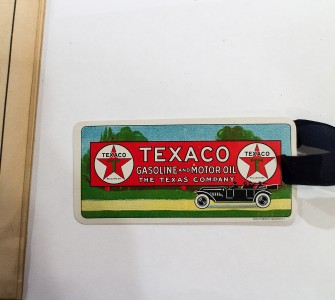 TEXACO
TEXACO
GASOLINE AND MOTOR OIL
THE TEXAS COMPANY
TEXACO